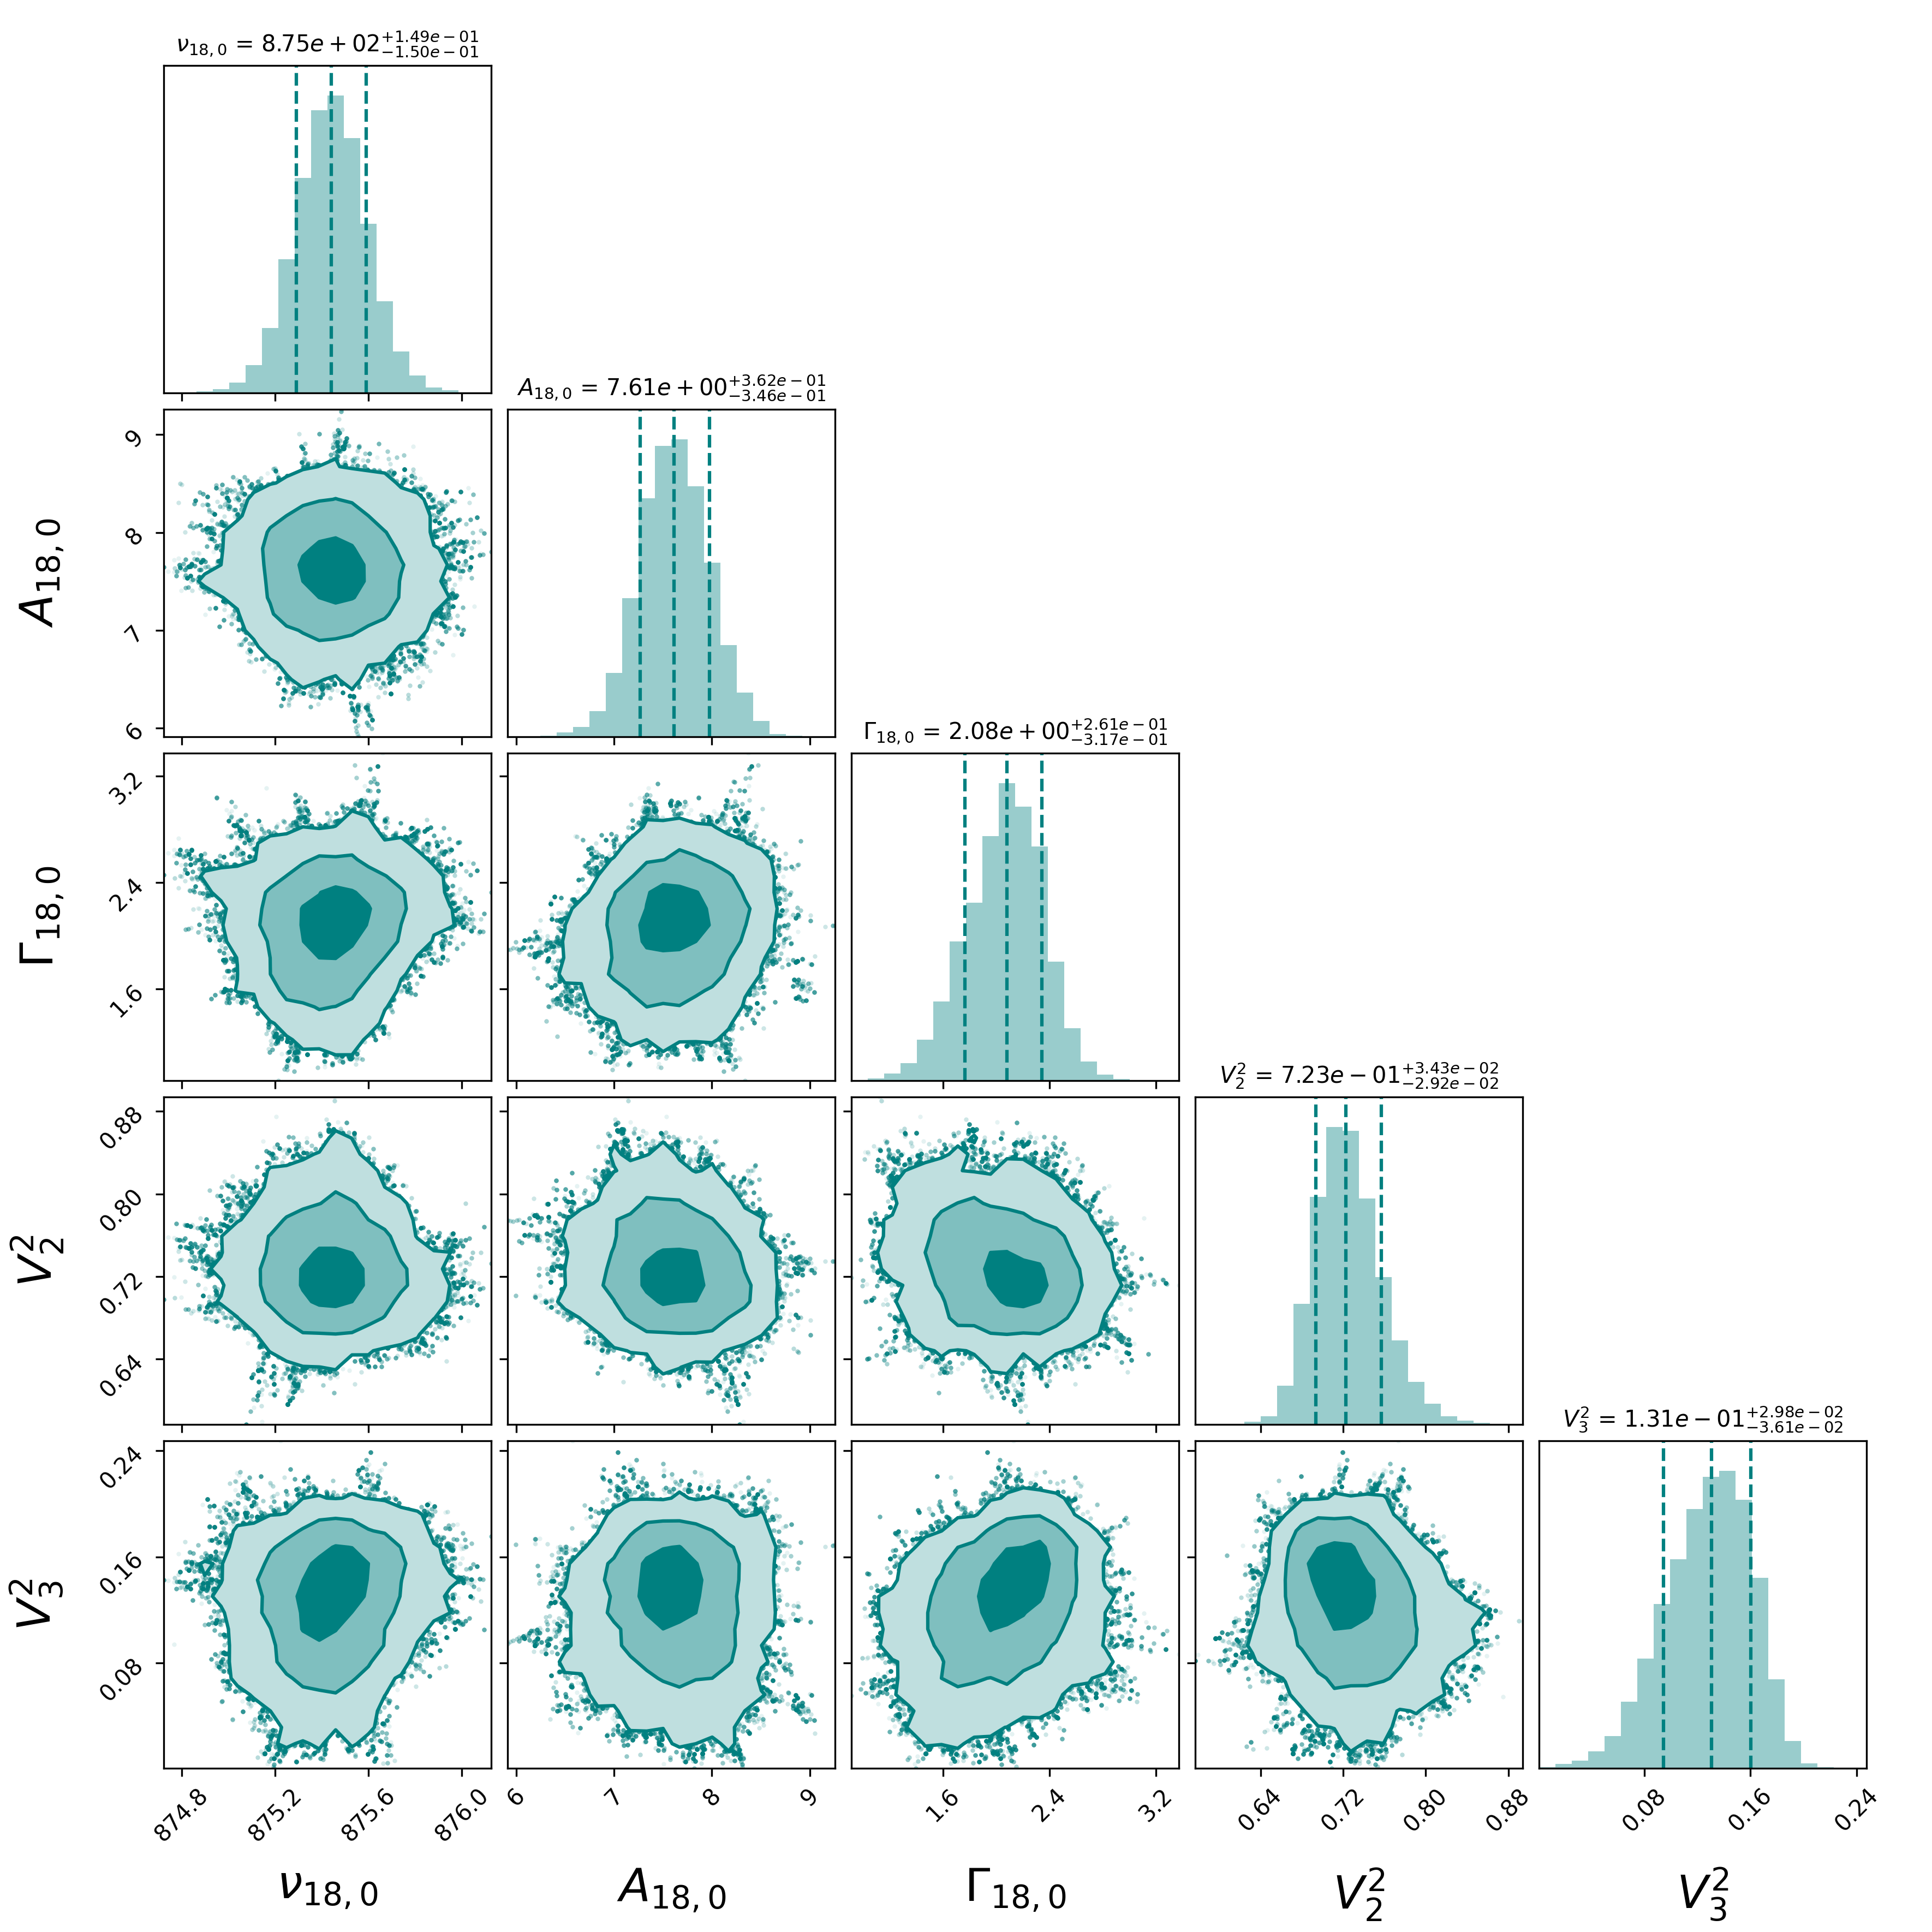 ν18, 0 = 8.75e + 02 +1.49e − 01 −1.50e − 01
A18, 0 = 7.61e + 00 +3.62e − 01 −3.46e − 01
9
8
7
6
A18, 0
Γ18, 0 = 2.08e + 00 +2.61e − 01 −3.17e − 01
3.2
2.4
1.6
Γ18, 0
V₂² = 7.23e − 01 +3.43e − 02 −2.92e − 02
0.88
0.80
0.72
0.64
V₂²
V₃² = 1.31e − 01 +2.98e − 02 −3.61e − 02
0.24
0.16
0.08
V₃²
874.8 875.2 875.6 876.0 6 7 8 9 1.6 2.4 3.2 0.64 0.72 0.80 0.88 0.08 0.16 0.24
ν18, 0 A18, 0 Γ18, 0 V₂² V₃²